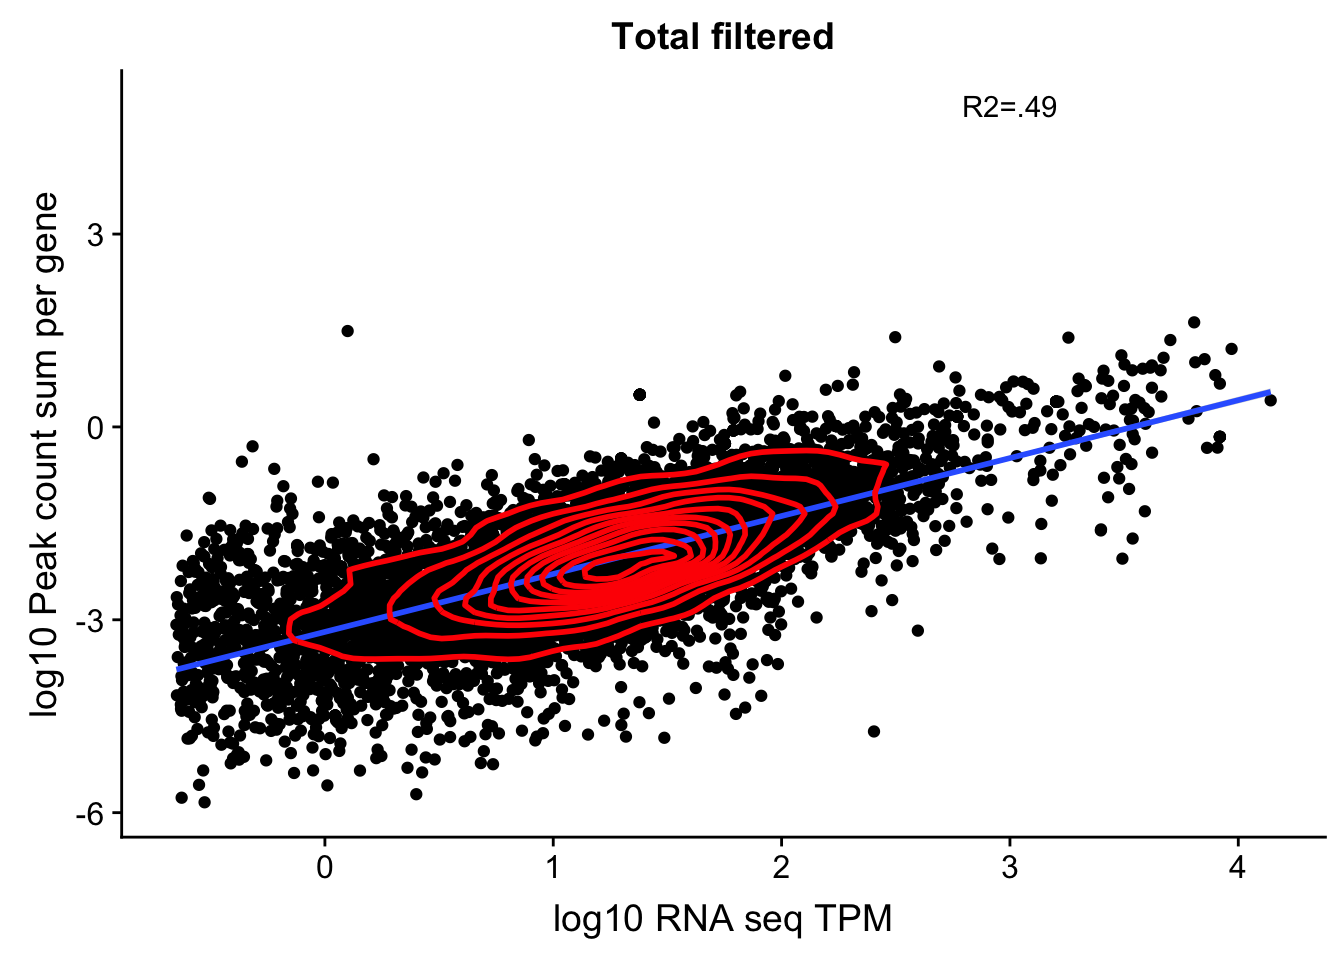 Total filtered
R2=.49
log10 Peak count sum per gene
3
0
-3
-6
0 1 2 3 4
log10 RNA seq TPM